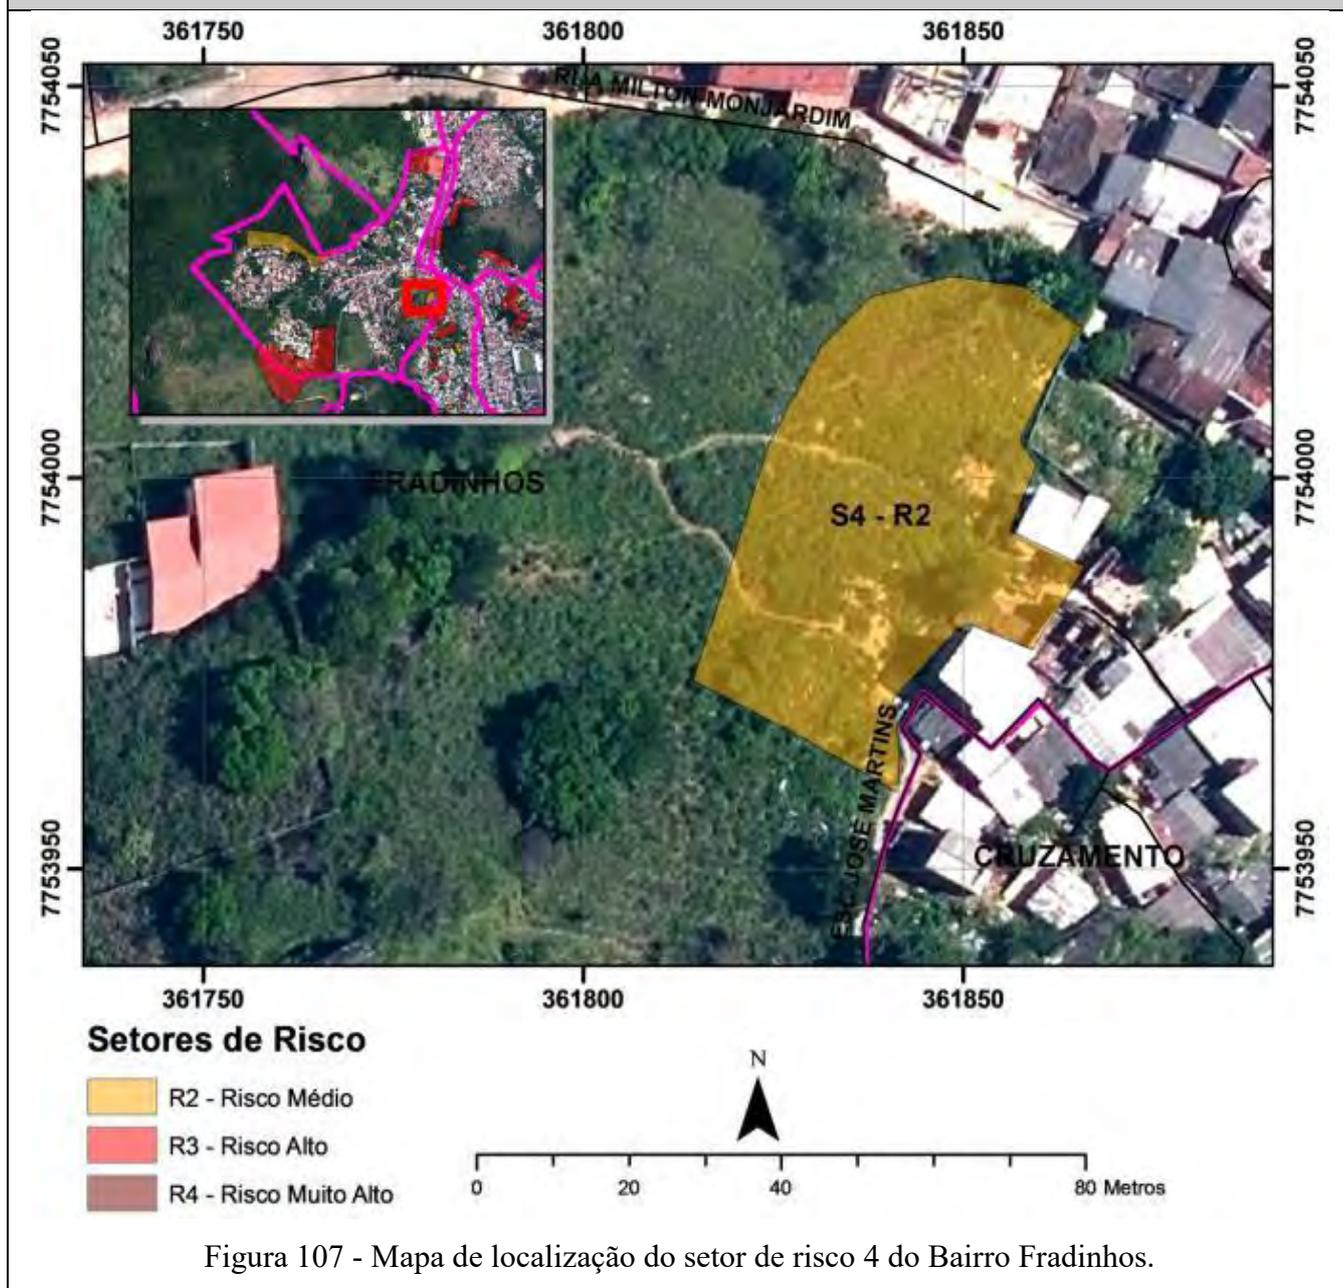 361750 361800 361850
7754050 7754050
RUA MILTON MONJARDIM
7754000 7754000
FRADINHOS
S4 - R2
ESC JOSE MARTINS
CRUZAMENTO
7753950 7753950
361750 361800 361850
Setores de Risco
N
R2 - Risco Médio
R3 - Risco Alto
R4 - Risco Muito Alto
0 20 40 80 Metros
Figura 107 - Mapa de localização do setor de risco 4 do Bairro Fradinhos.